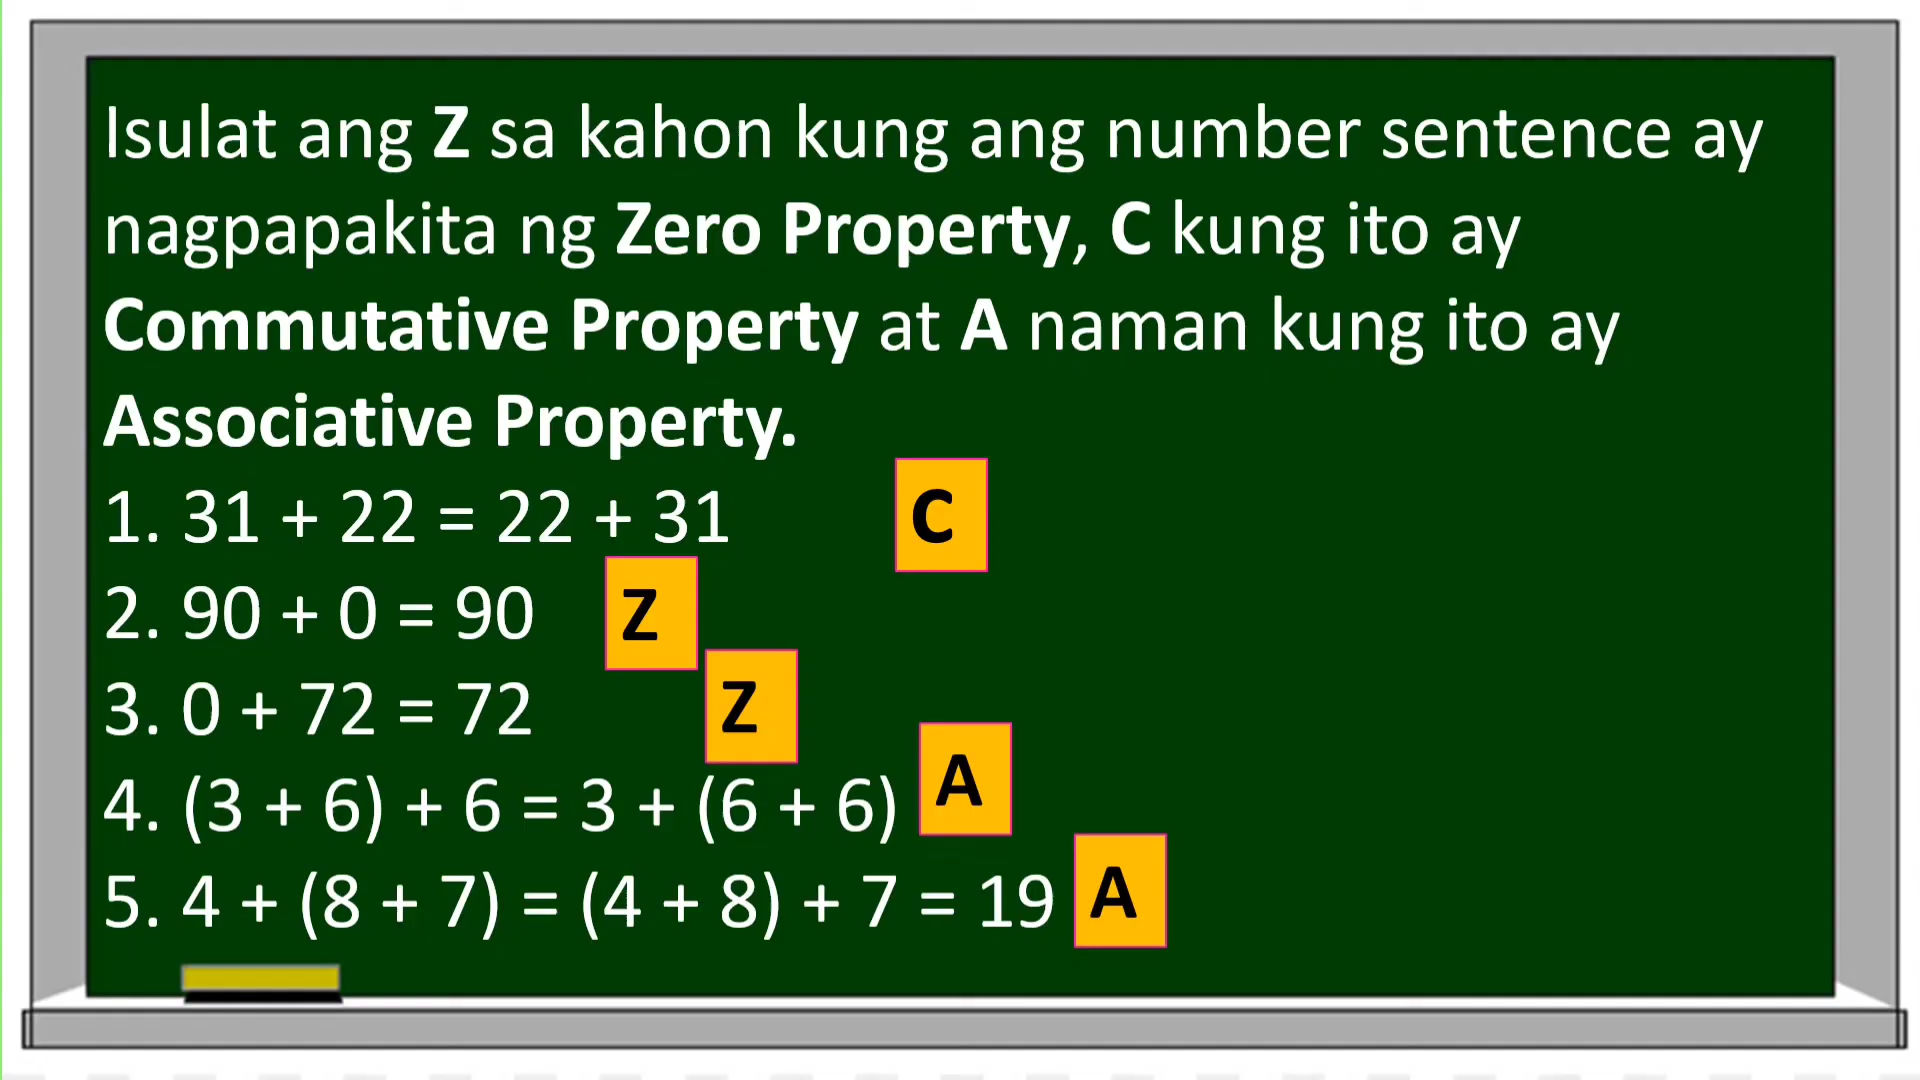 Isulat ang Z sa kahon kung ang number sentence ay
nagpapakita ng Zero Property, C kung ito ay
Commutative Property at A naman kung ito ay
Associative Property.
1. 31 + 22 = 22 + 31 C
2. 90 + 0 = 90 Z
3. 0 + 72 = 72 Z
4. (3 + 6) + 6 = 3 + (6 + 6) A
5. 4 + (8 + 7) = (4 + 8) + 7 = 19 A